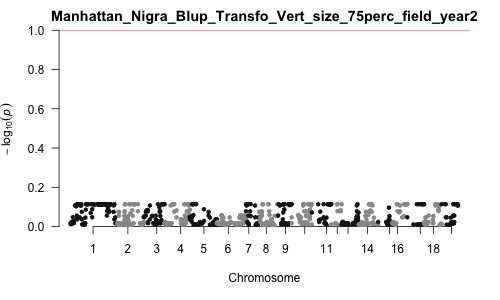 Manhattan_Nigra_Blup_Transfo_Vert_size_75perc_field_year2
1.0
0.8
0.6
0.4
0.2
0.0
− log10(p)
1 2 3 4 5 6 7 8 9 11 14 16 18
Chromosome